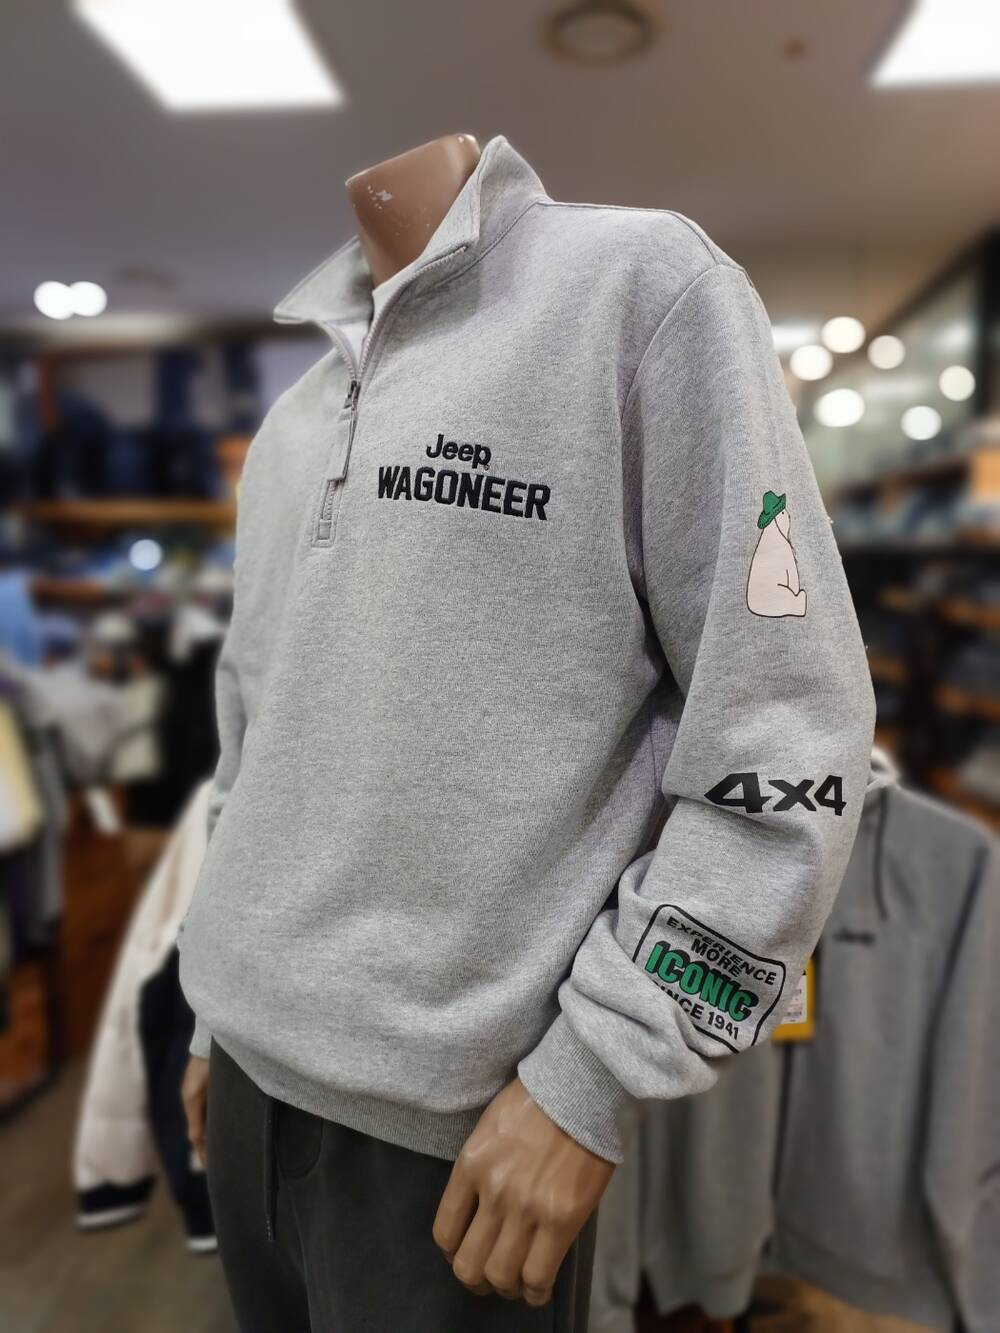 Jeep
WAGONEER
4x4
EXPERIENCE
MORE
ICONIC
SINCE 1941